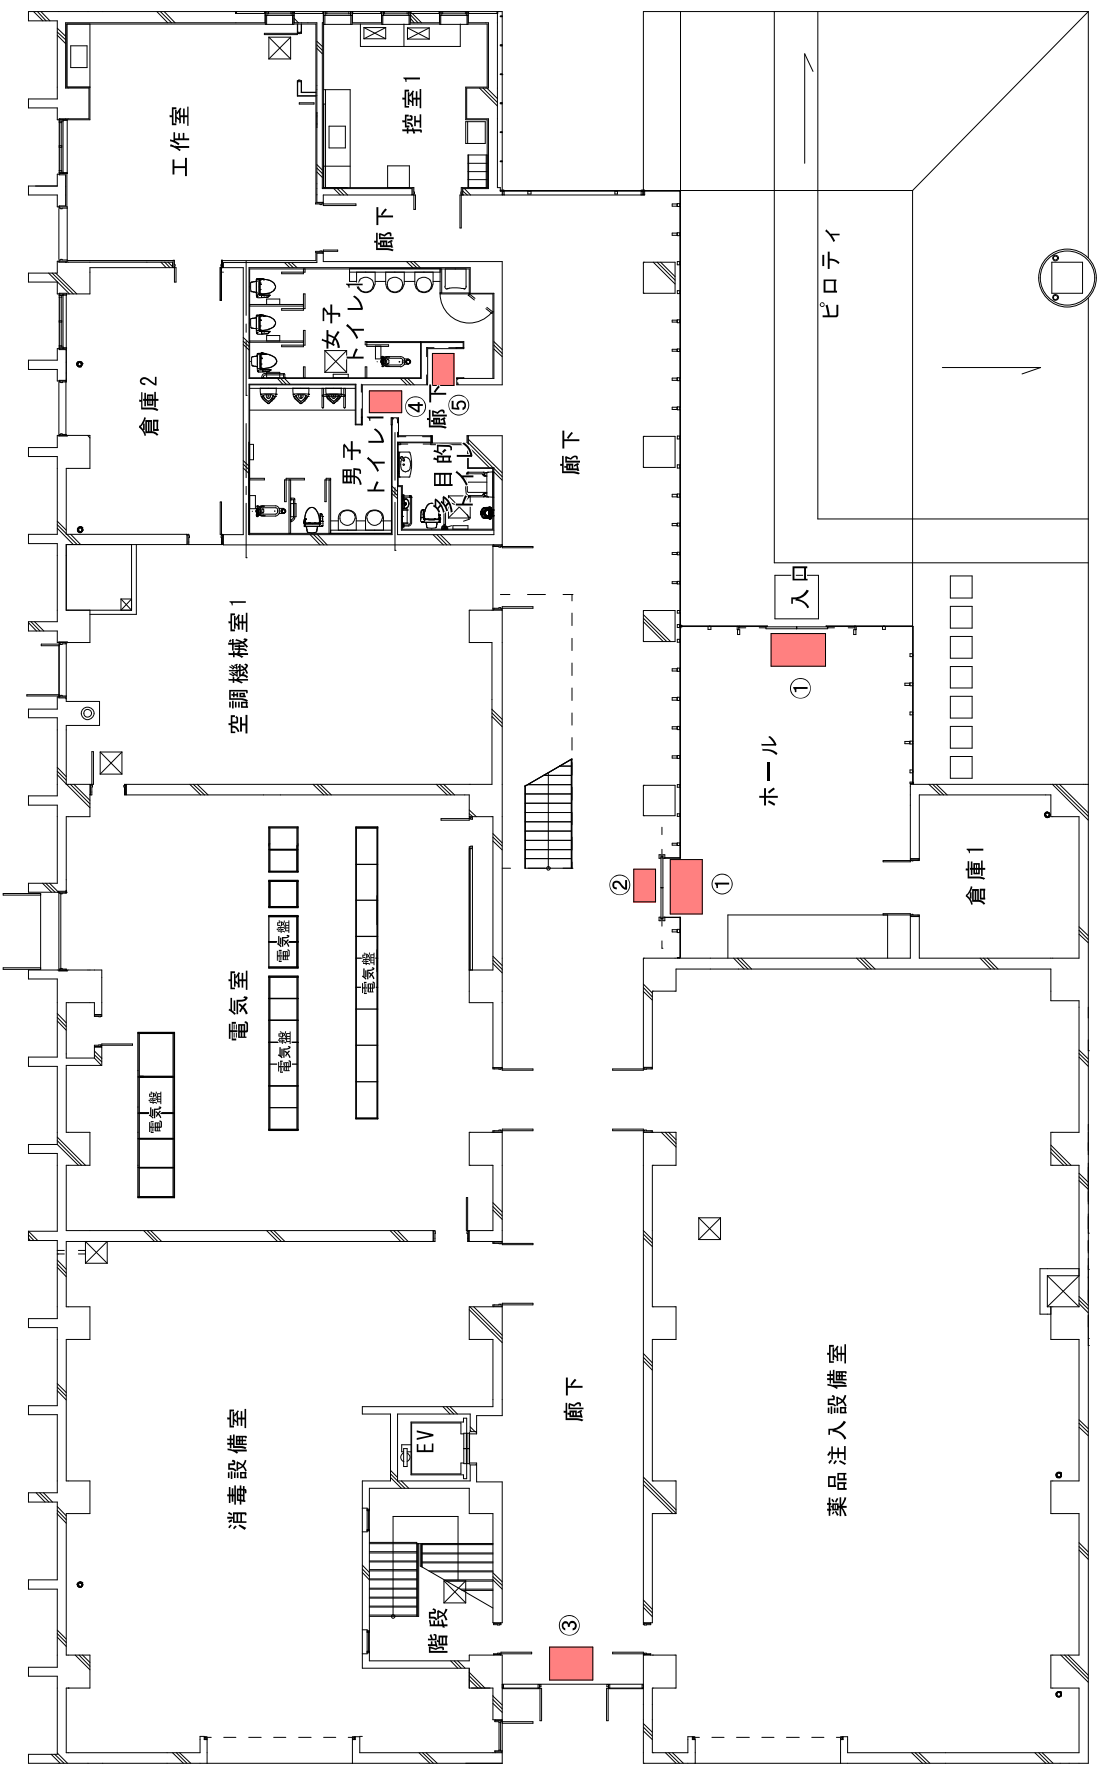 工作室
控室1
廊下
ピロティ
倉庫2
女子
トイレ1
⑤
④
廊下
男子
トイレ1
多目的
トイレ
廊下
入口
空調機械室1
①
ホール
②
①
倉庫1
電気室
電気盤
電気盤
電気盤
電気盤
消毒設備室
EV
廊下
薬品注入設備室
階段
③